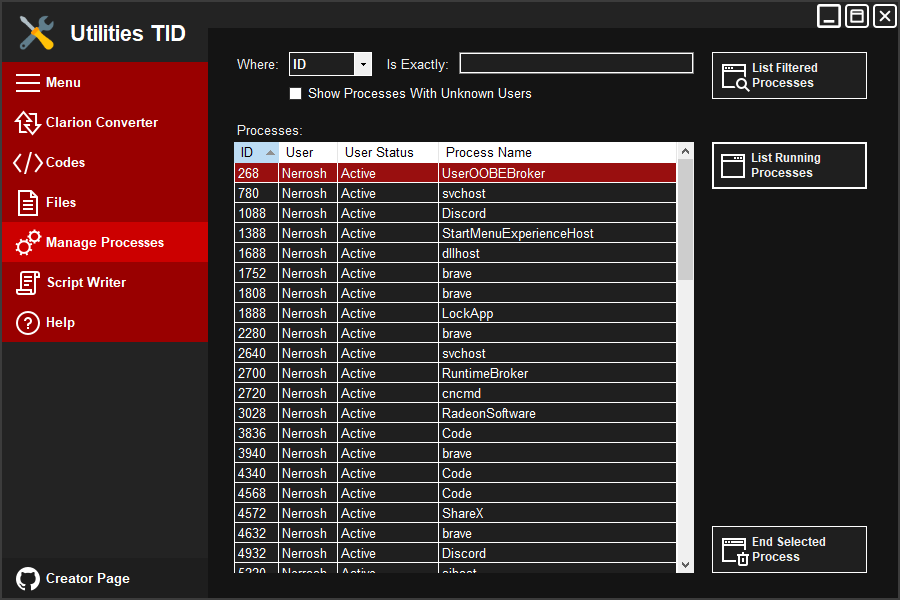 Utilities TID
Menu
Clarion Converter
Codes
Files
Manage Processes
Script Writer
Help
Creator Page
Where: ID Is Exactly:
Show Processes With Unknown Users
Processes:
ID User User Status Process Name
268 Nerrosh Active UserOOBEBroker
780 Nerrosh Active svchost
1088 Nerrosh Active Discord
1388 Nerrosh Active StartMenuExperienceHost
1688 Nerrosh Active dllhost
1752 Nerrosh Active brave
1808 Nerrosh Active brave
1888 Nerrosh Active LockApp
2280 Nerrosh Active brave
2640 Nerrosh Active svchost
2700 Nerrosh Active RuntimeBroker
2720 Nerrosh Active cncmd
3028 Nerrosh Active RadeonSoftware
3836 Nerrosh Active Code
3940 Nerrosh Active brave
4340 Nerrosh Active Code
4568 Nerrosh Active Code
4572 Nerrosh Active ShareX
4632 Nerrosh Active brave
4932 Nerrosh Active Discord
Nerrosh Active
List Filtered
Processes
List Running
Processes
End Selected
Process